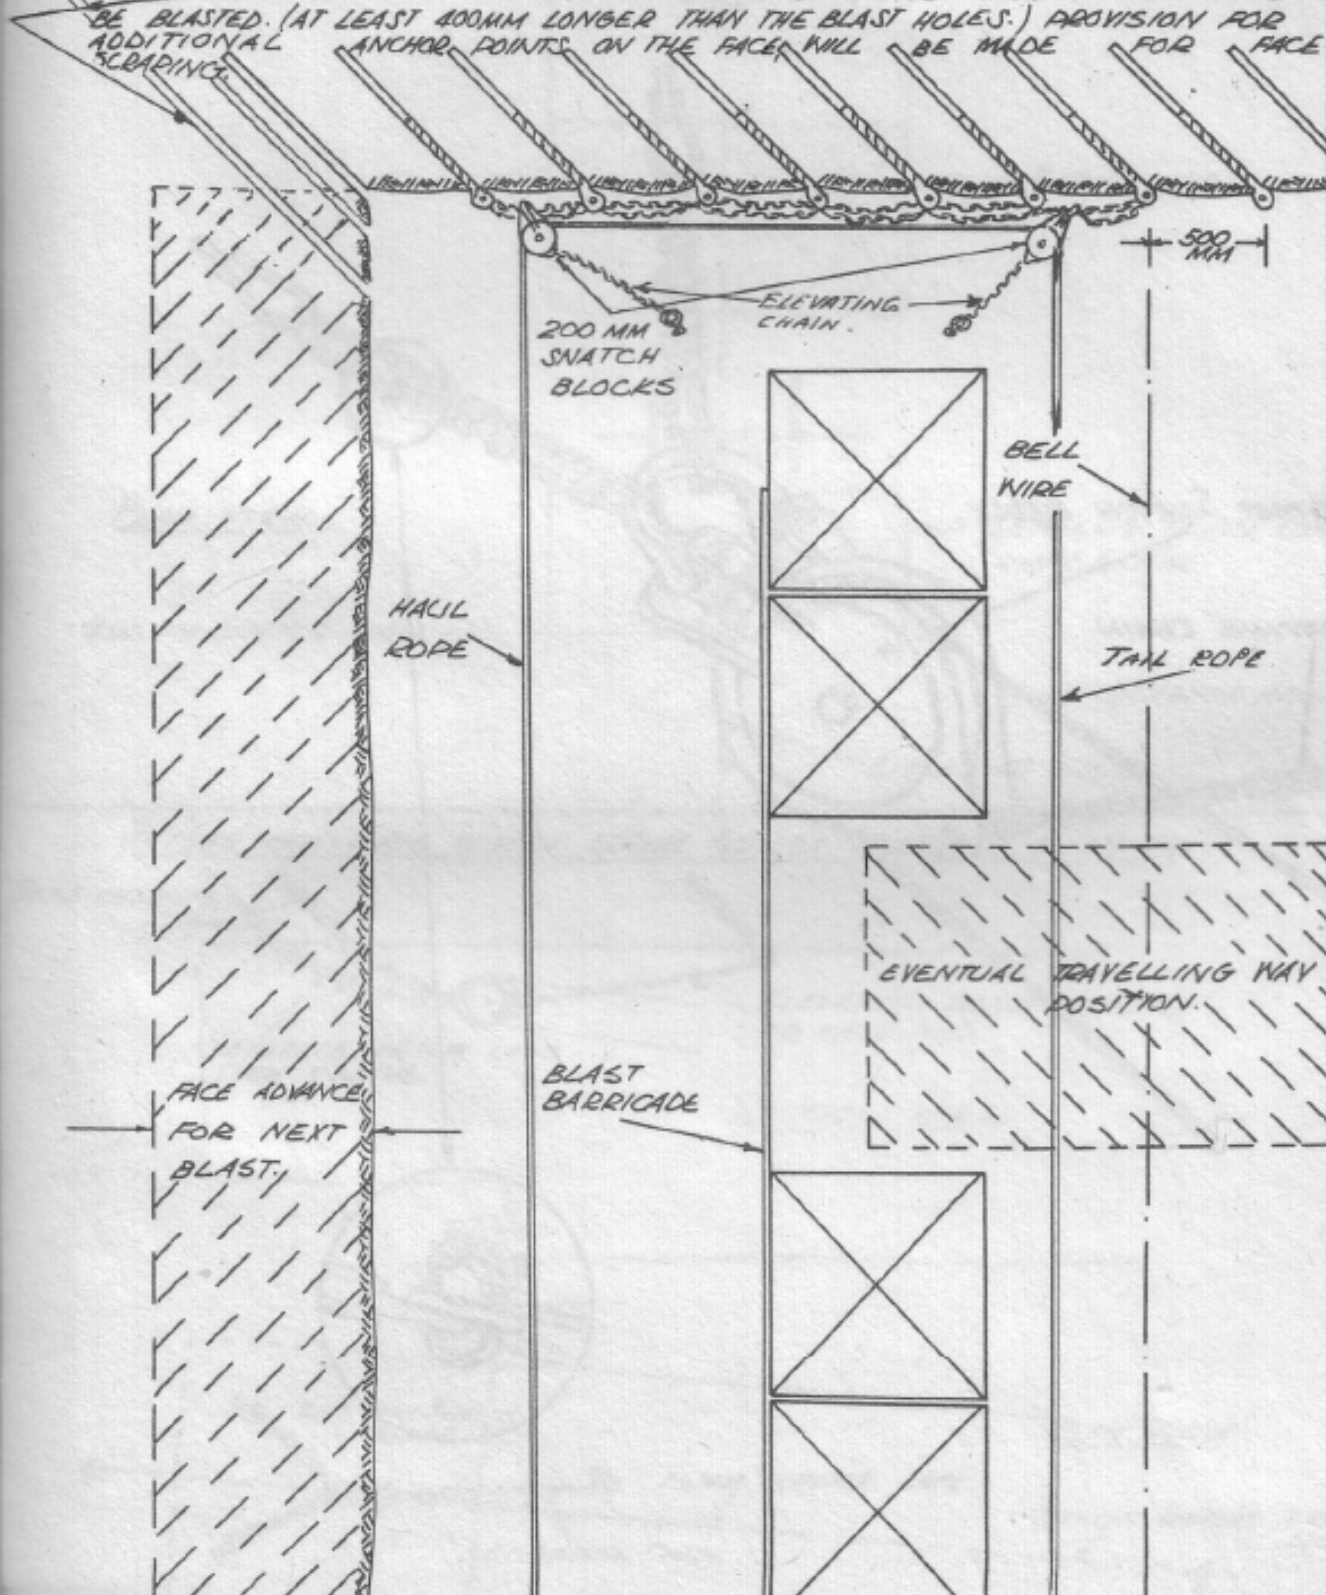 BE BLASTED. (AT LEAST 400MM LONGER THAN THE BLAST HOLES.) PROVISION FOR
ADDITIONAL ANCHOR POINTS ON THE FACE WILL BE MADE FOR FACE
SCRAPING.
500
MM
ELEVATING
CHAIN.
200 MM
SNATCH
BLOCKS
BELL
WIRE
HAUL
ROPE
TAIL ROPE
EVENTUAL TRAVELLING WAY
POSITION.
BLAST
BARRICADE
FACE ADVANCE
FOR NEXT
BLAST.